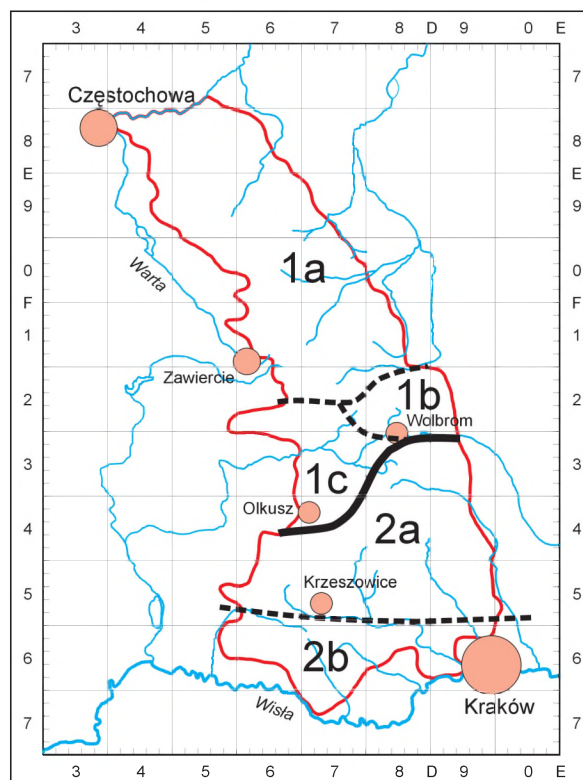 3 4 5 6 7 8 D 9 0 E
7 7
Częstochowa
8 8
E E
9 9
1a
0 0
Warta
F F
1 1
Zawiercie
1b
2 2
Wolbrom
3 3
1c
Olkusz
2a
4 4
Krzeszowice
5 5
2b
6 6
Wisła
Kraków
7 7
3 4 5 6 7 8 D 9 0 E